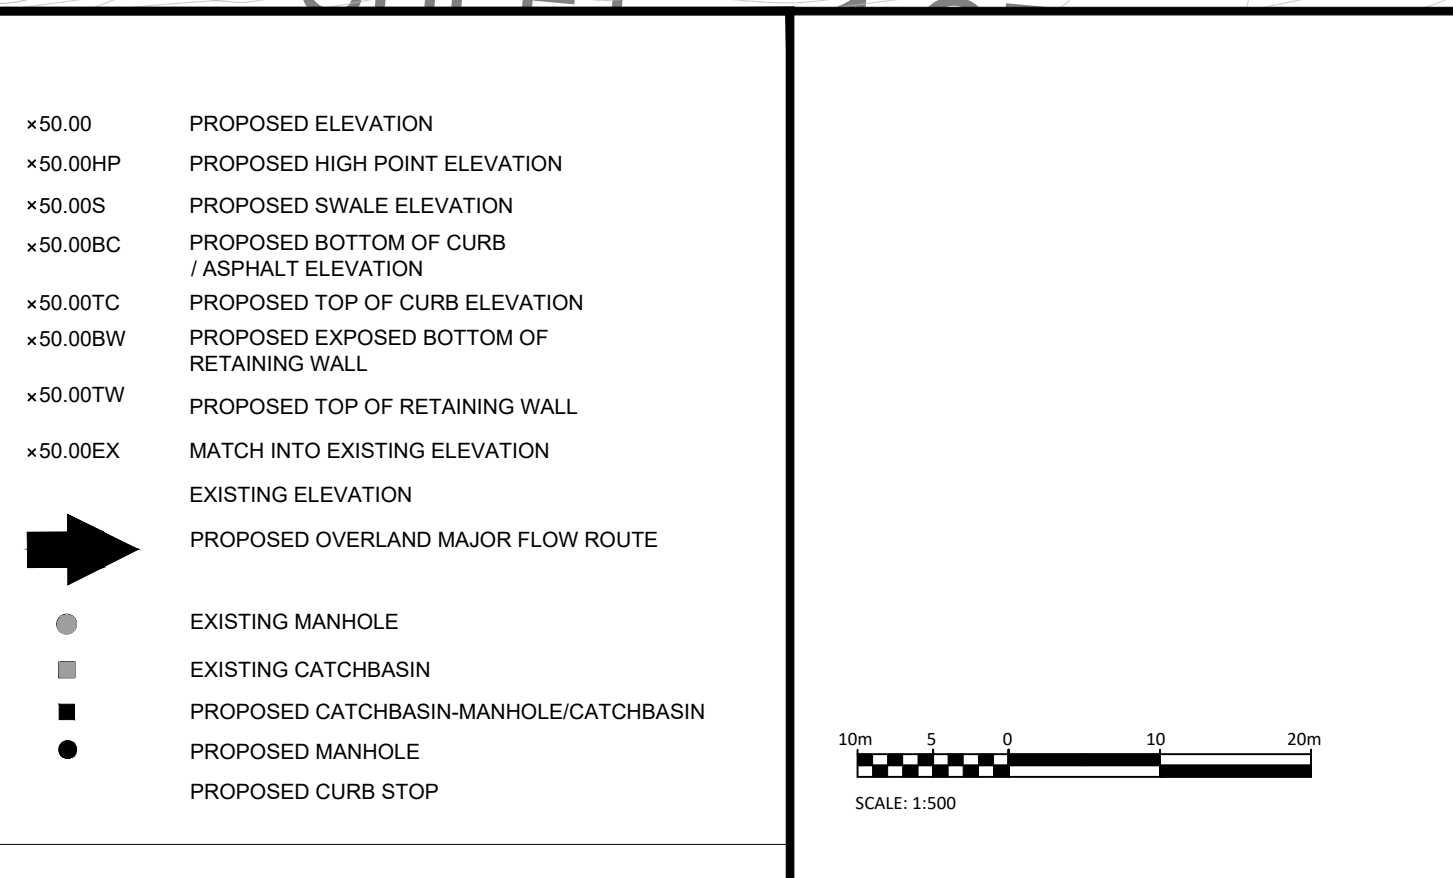 ×50.00 PROPOSED ELEVATION
×50.00HP PROPOSED HIGH POINT ELEVATION
×50.00S PROPOSED SWALE ELEVATION
×50.00BC PROPOSED BOTTOM OF CURB
/ ASPHALT ELEVATION
×50.00TC PROPOSED TOP OF CURB ELEVATION
×50.00BW PROPOSED EXPOSED BOTTOM OF
RETAINING WALL
×50.00TW PROPOSED TOP OF RETAINING WALL
×50.00EX MATCH INTO EXISTING ELEVATION
EXISTING ELEVATION
PROPOSED OVERLAND MAJOR FLOW ROUTE
EXISTING MANHOLE
EXISTING CATCHBASIN
PROPOSED CATCHBASIN-MANHOLE/CATCHBASIN
PROPOSED MANHOLE
PROPOSED CURB STOP
10m 5 0 10 20m
SCALE: 1:500